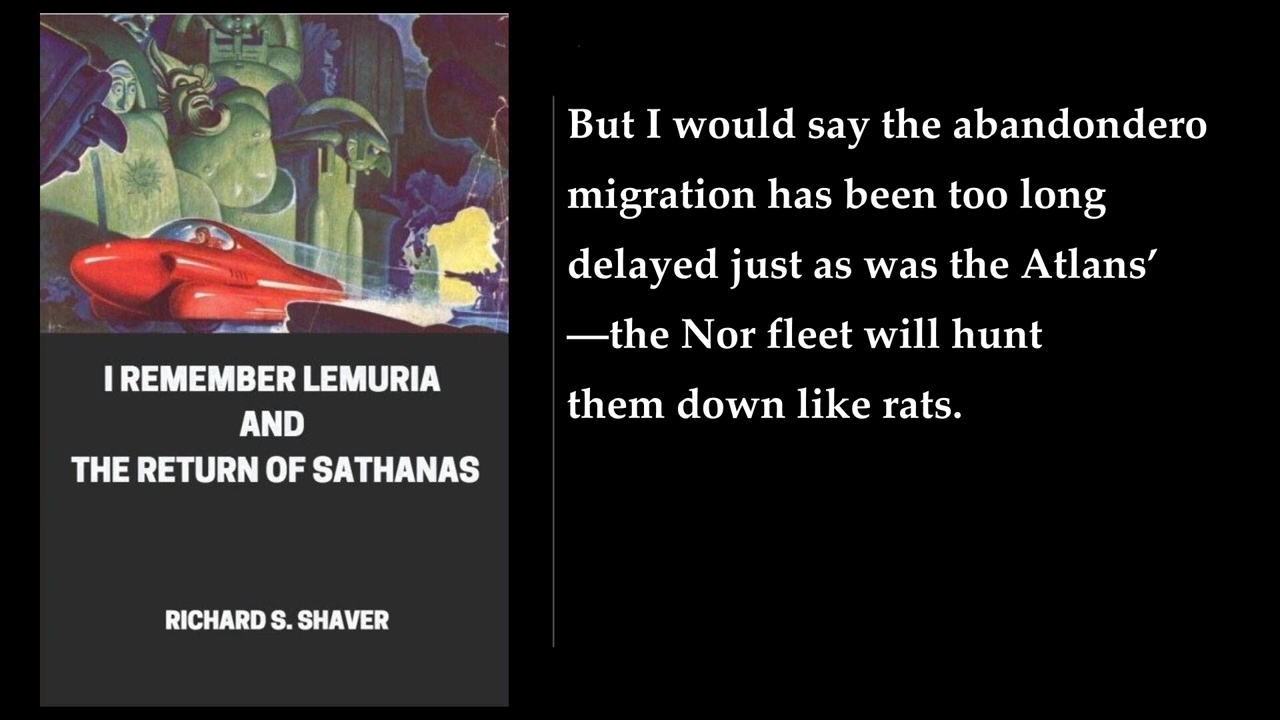 I REMEMBER LEMURIA
AND
THE RETURN OF SATHANAS
RICHARD S. SHAVER
But I would say the abandondero
migration has been too long
delayed just as was the Atlans’
—the Nor fleet will hunt
them down like rats.